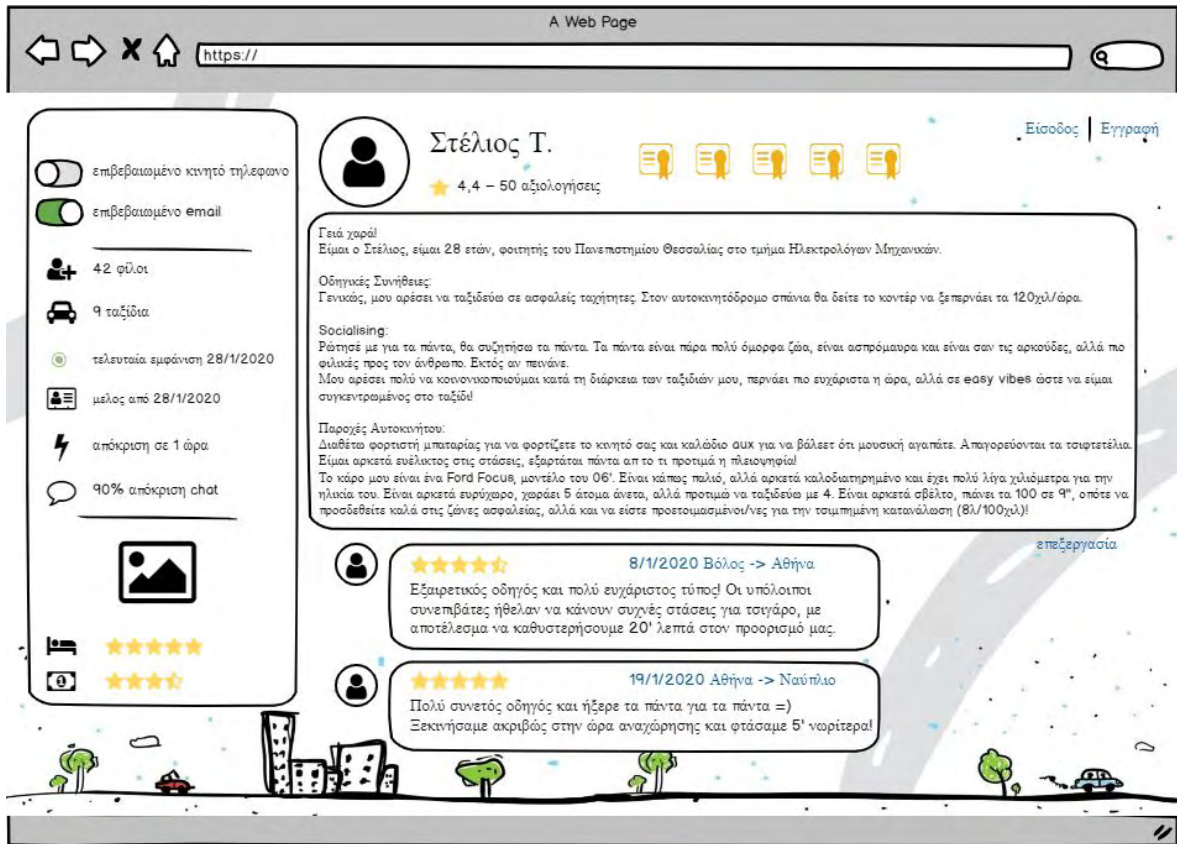 A Web Page
https://
Είσοδος | Εγγραφή
επιβεβαιωμένο κινητό τηλεφωνο
επιβεβαιωμένο email
42 φίλοι
9 ταξίδια
τελευταία εμφάνιση 28/1/2020
μελος από 28/1/2020
απόκριση σε 1 ώρα
90% απόκριση chat
Στέλιος Τ.
4,4 – 50 αξιολογήσεις
Γειά χαρά!
Είμαι ο Στέλιος, είμαι 28 ετών, φοιτητής του Πανεπιστημίου Θεσσαλίας στο τμήμα Ηλεκτρολόγων Μηχανικών.
Οδηγικές Συνήθειες:
Γενικώς, μου αρέσει να ταξιδεύω σε ασφαλείς ταχήτητες. Στον αυτοκινητόδρομο σπάνια θα δείτε το κοντέρ να ξεπερνάει τα 120χιλ/ώρα.
Socialising:
Ρώτησέ με για τα πάντα, θα συζητήσω τα πάντα. Τα πάντα είναι πάρα πολύ όμορφα ζώα, είναι ασπρόμαυρα και είναι σαν τις αρκούδες, αλλά πιο
φιλικές προς τον άνθρωπο. Εκτός αν πεινάνε.
Μου αρέσει πολύ να κοινονικοποιούμαι κατά τη διάρκεια των ταξιδιών μου, περνάει πιο ευχάριστα η ώρα, αλλά σε easy vibes ώστε να είμαι
συγκεντρωμένος στο ταξίδι!
Παροχές Αυτοκινήτου:
Διαθέτω φορτιστή μπαταρίας για να φορτίζετε το κινητό σας και καλώδιο aux για να βάλεετ ότι μουσική αγαπάτε. Απαγορεύονται τα τσιφτετέλια.
Είμαι αρκετά ευέλικτος στις στάσεις, εξαρτάται πάντα απ το τι προτιμά η πλειοψηφία!
Το κάρο μου είναι ένα Ford Focus, μοντέλο του 06'. Είναι κάπως παλιό, αλλά αρκετά καλοδιατηρημένο και έχει πολύ λίγα χιλιόμετρα για την
ηλικία του. Είναι αρκετά ευρύχωρο, χωράει 5 άτομα άνετα, αλλά προτιμώ να ταξιδεύω με 4. Είναι αρκετά σβέλτο, πιάνει τα 100 σε 9", οπότε να
προσδεθείτε καλά στις ζώνες ασφαλείας, αλλά και να είστε προετοιμασμένοι/νες για την τσιμπημένη κατανάλωση (8λ/100χιλ)!
επεξεργασία
8/1/2020 Βόλος -> Αθήνα
Εξαιρετικός οδηγός και πολύ ευχάριστος τύπος! Οι υπόλοιποι
συνεπιβάτες ήθελαν να κάνουν συχνές στάσεις για τσιγάρο, με
αποτέλεσμα να καθυστερήσουμε 20' λεπτά στον προορισμό μας.
19/1/2020 Αθήνα -> Ναύπλιο
Πολύ συνετός οδηγός και ήξερε τα πάντα για τα πάντα =)
Ξεκινήσαμε ακριβώς στην ώρα αναχώρησης και φτάσαμε 5' νωρίτερα!